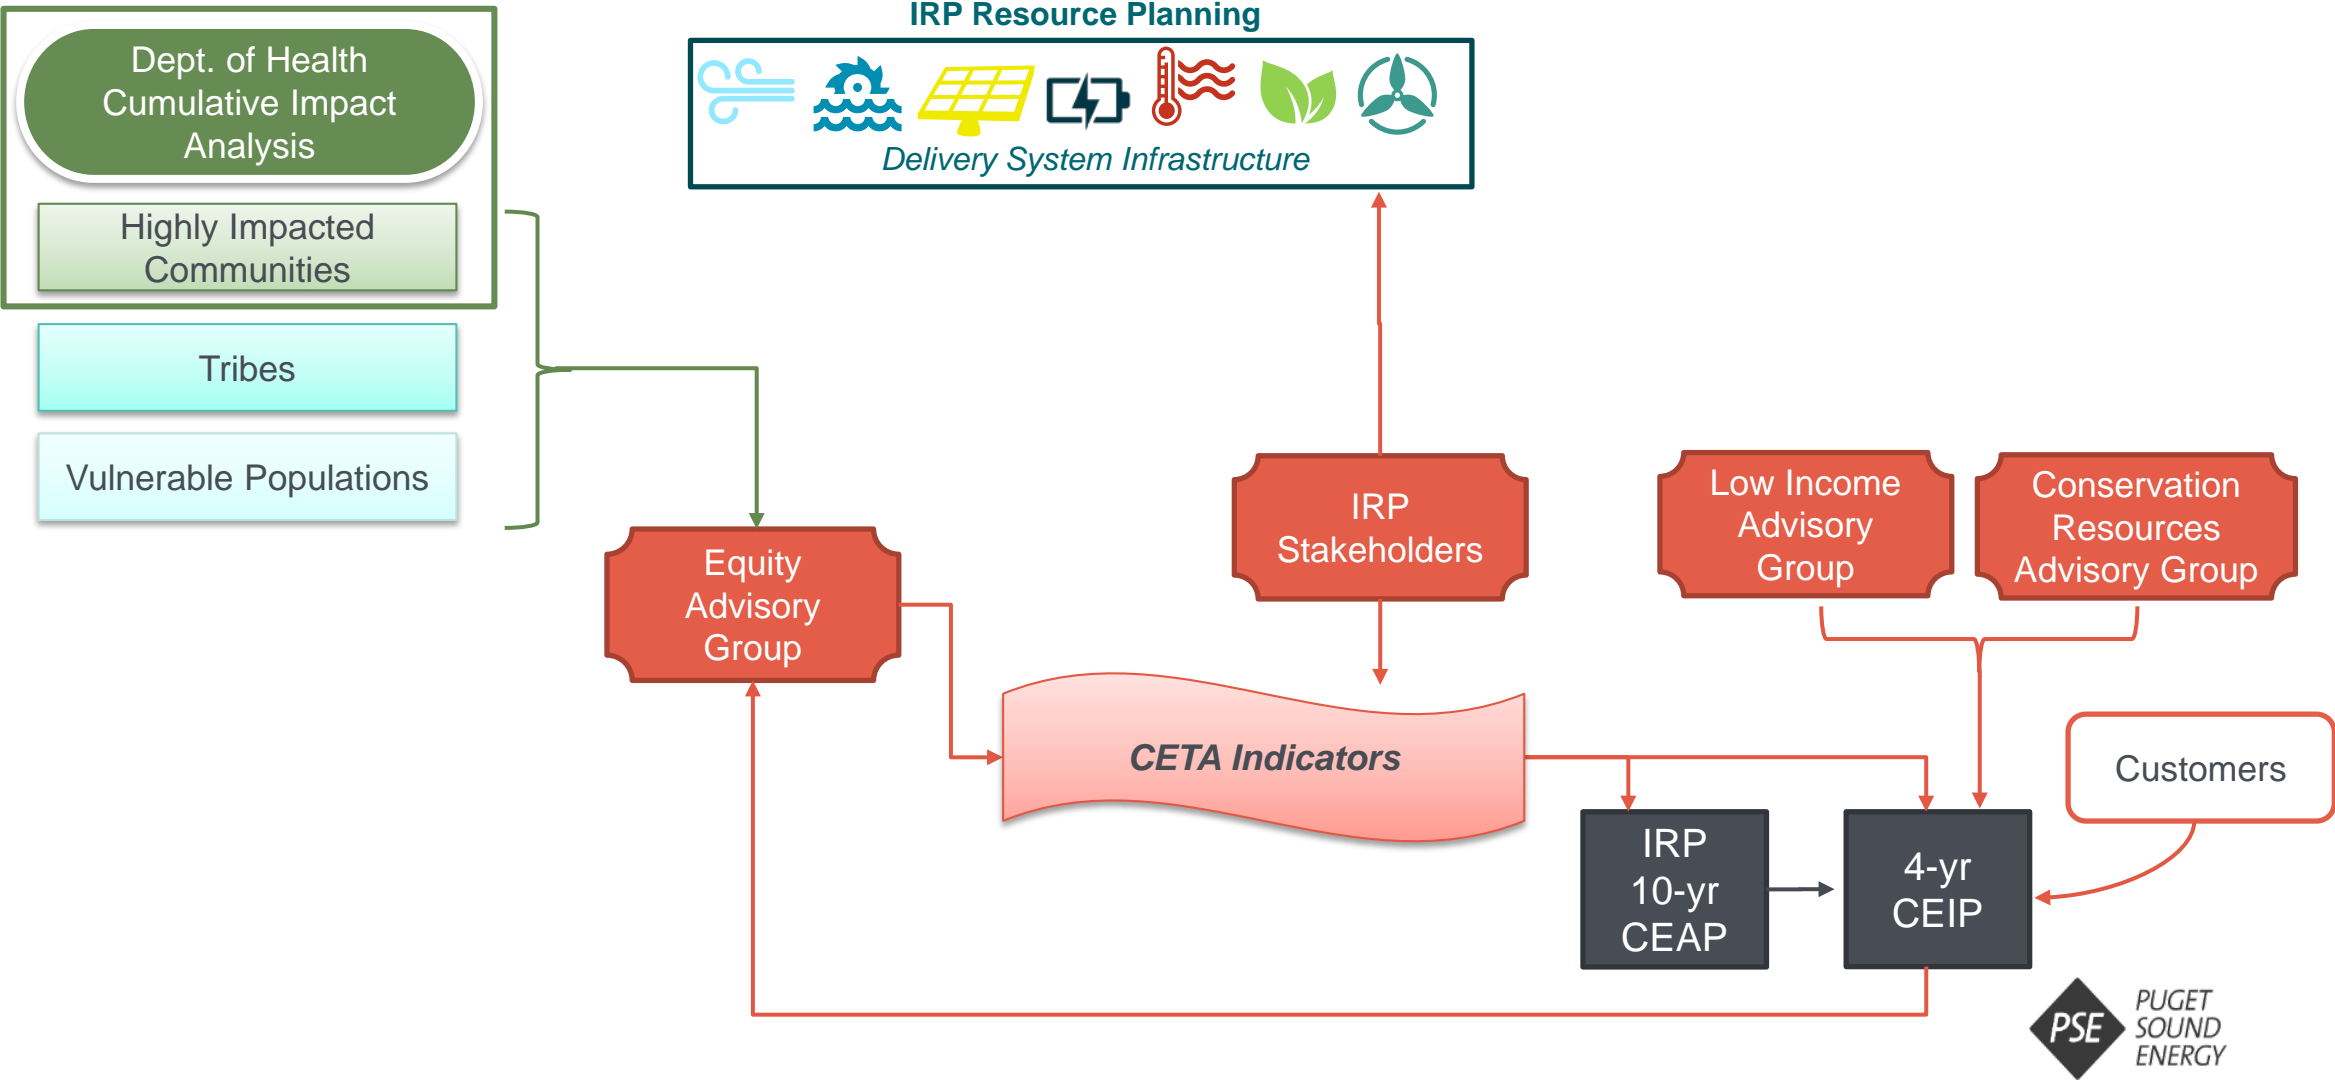 IRP Resource Planning
Delivery System Infrastructure
Dept. of Health
Cumulative Impact
Analysis
Highly Impacted
Communities
Tribes
Vulnerable Populations
Equity
Advisory
Group
IRP
Stakeholders
Low Income
Advisory
Group
Conservation
Resources
Advisory Group
CETA Indicators
Customers
IRP
10-yr
CEAP
4-yr
CEIP
PSE
PUGET
SOUND
ENERGY